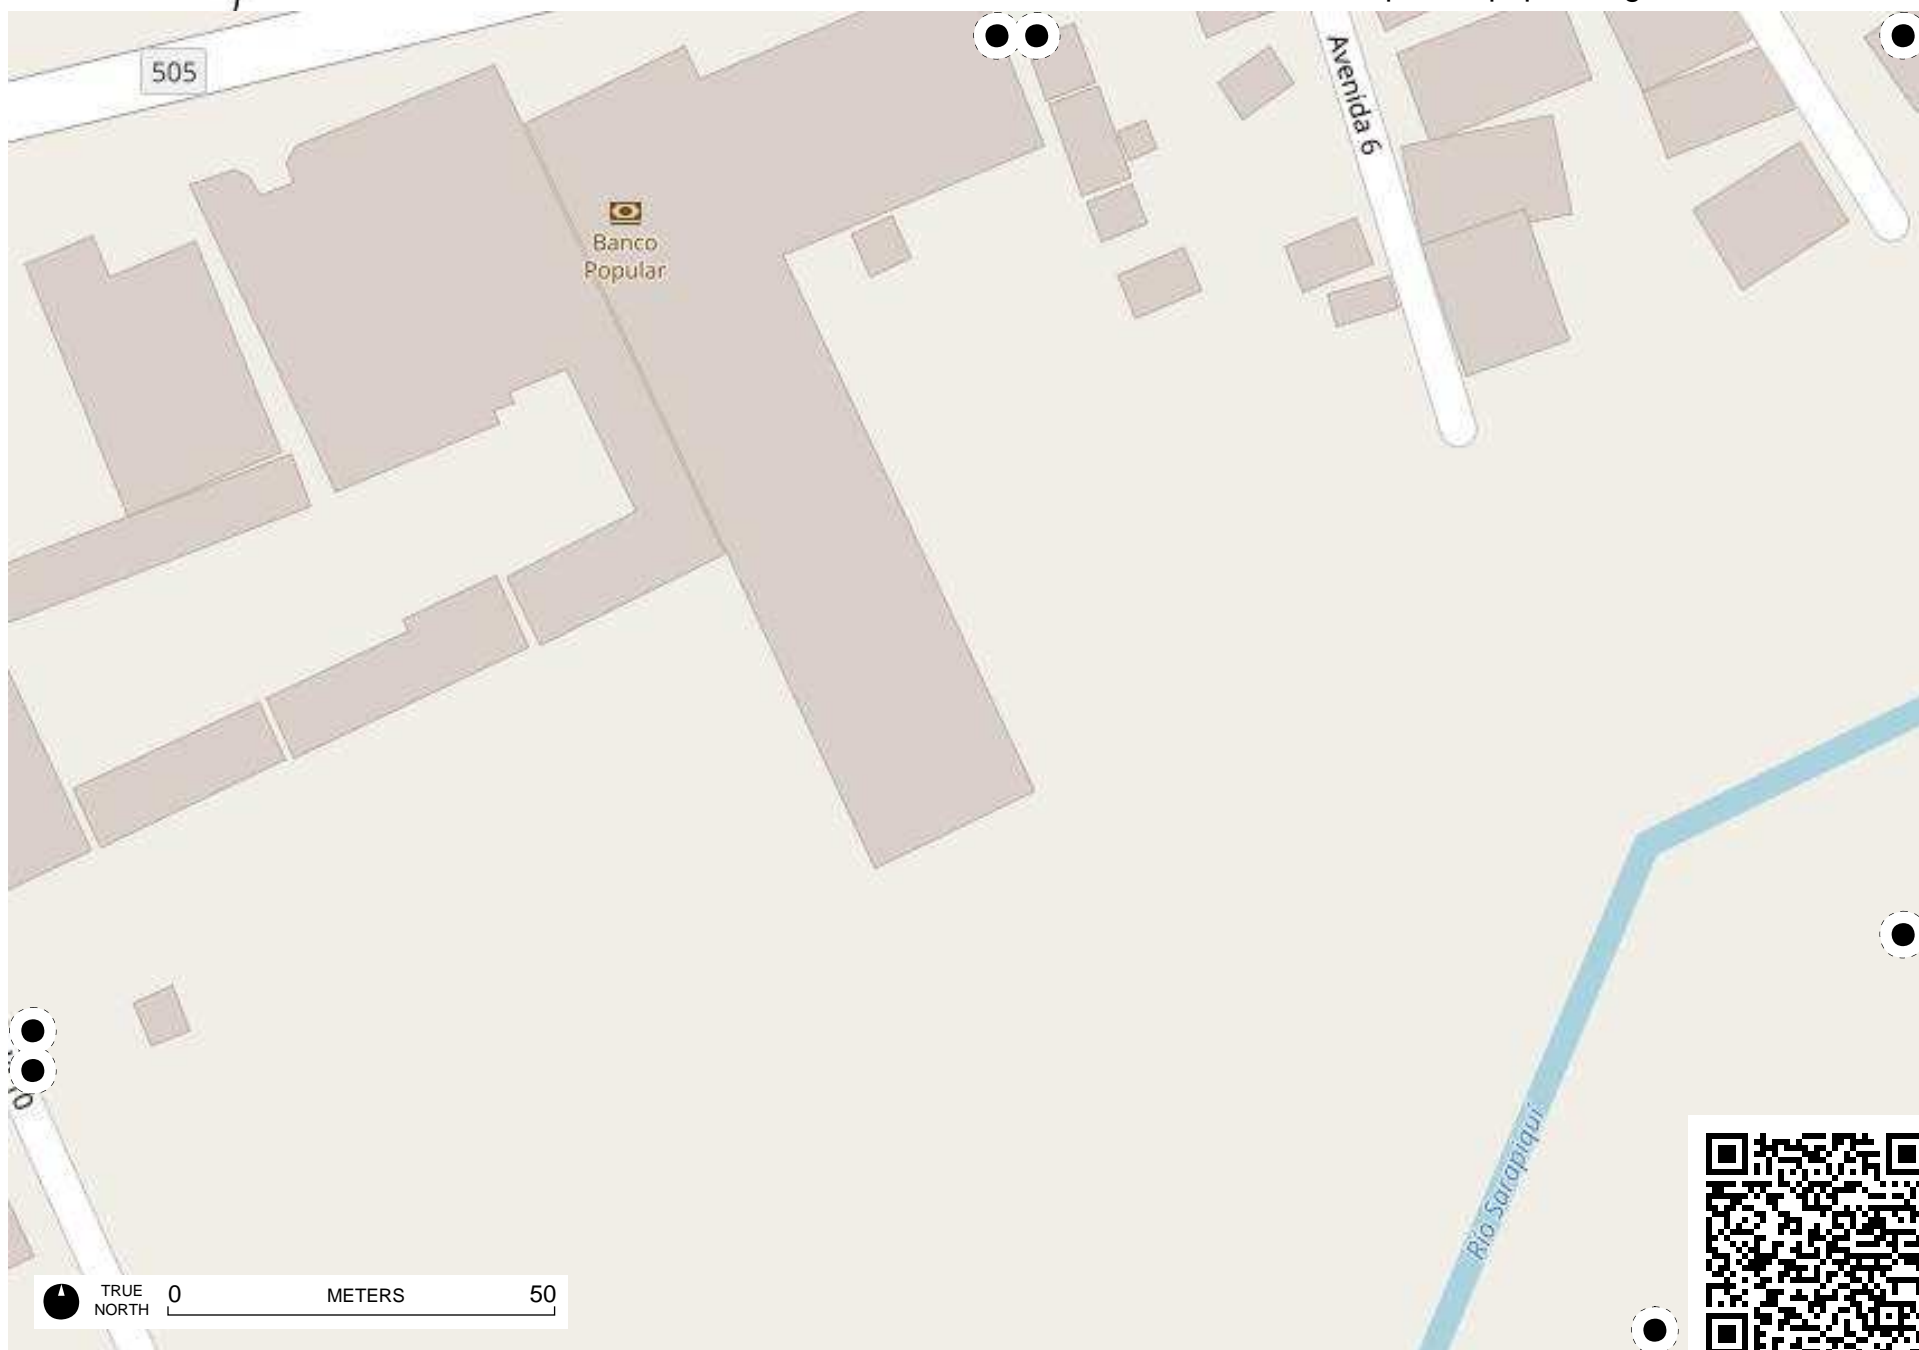 505
Avenida 6
Banco
Popular
Río Sarapiquí
TRUE
NORTH
0
METERS
50